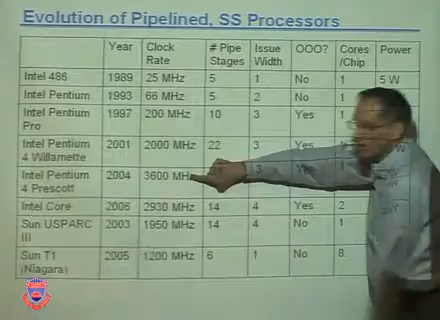 Evolution of Pipelined, SS Processors
Year Clock Rate # Pipe Stages Issue Width OOO? Cores /Chip Power
Intel 486 1989 25 MHz 5 1 No 1 5 W
Intel Pentium 1993 66 MHz 5 2 No 1
Intel Pentium Pro 1997 200 MHz 10 3 Yes 1
Intel Pentium 4 Willamette 2001 2000 MHz 22 3 Yes W
Intel Pentium 4 Prescott 2004 3600 MHz 3
Intel Core 2006 2930 MHz 14 4 Yes 2
Sun USPARC III 2003 1950 MHz 14 4 No 1
Sun T1 (Niagara) 2005 1200 MHz 6 1 No 8